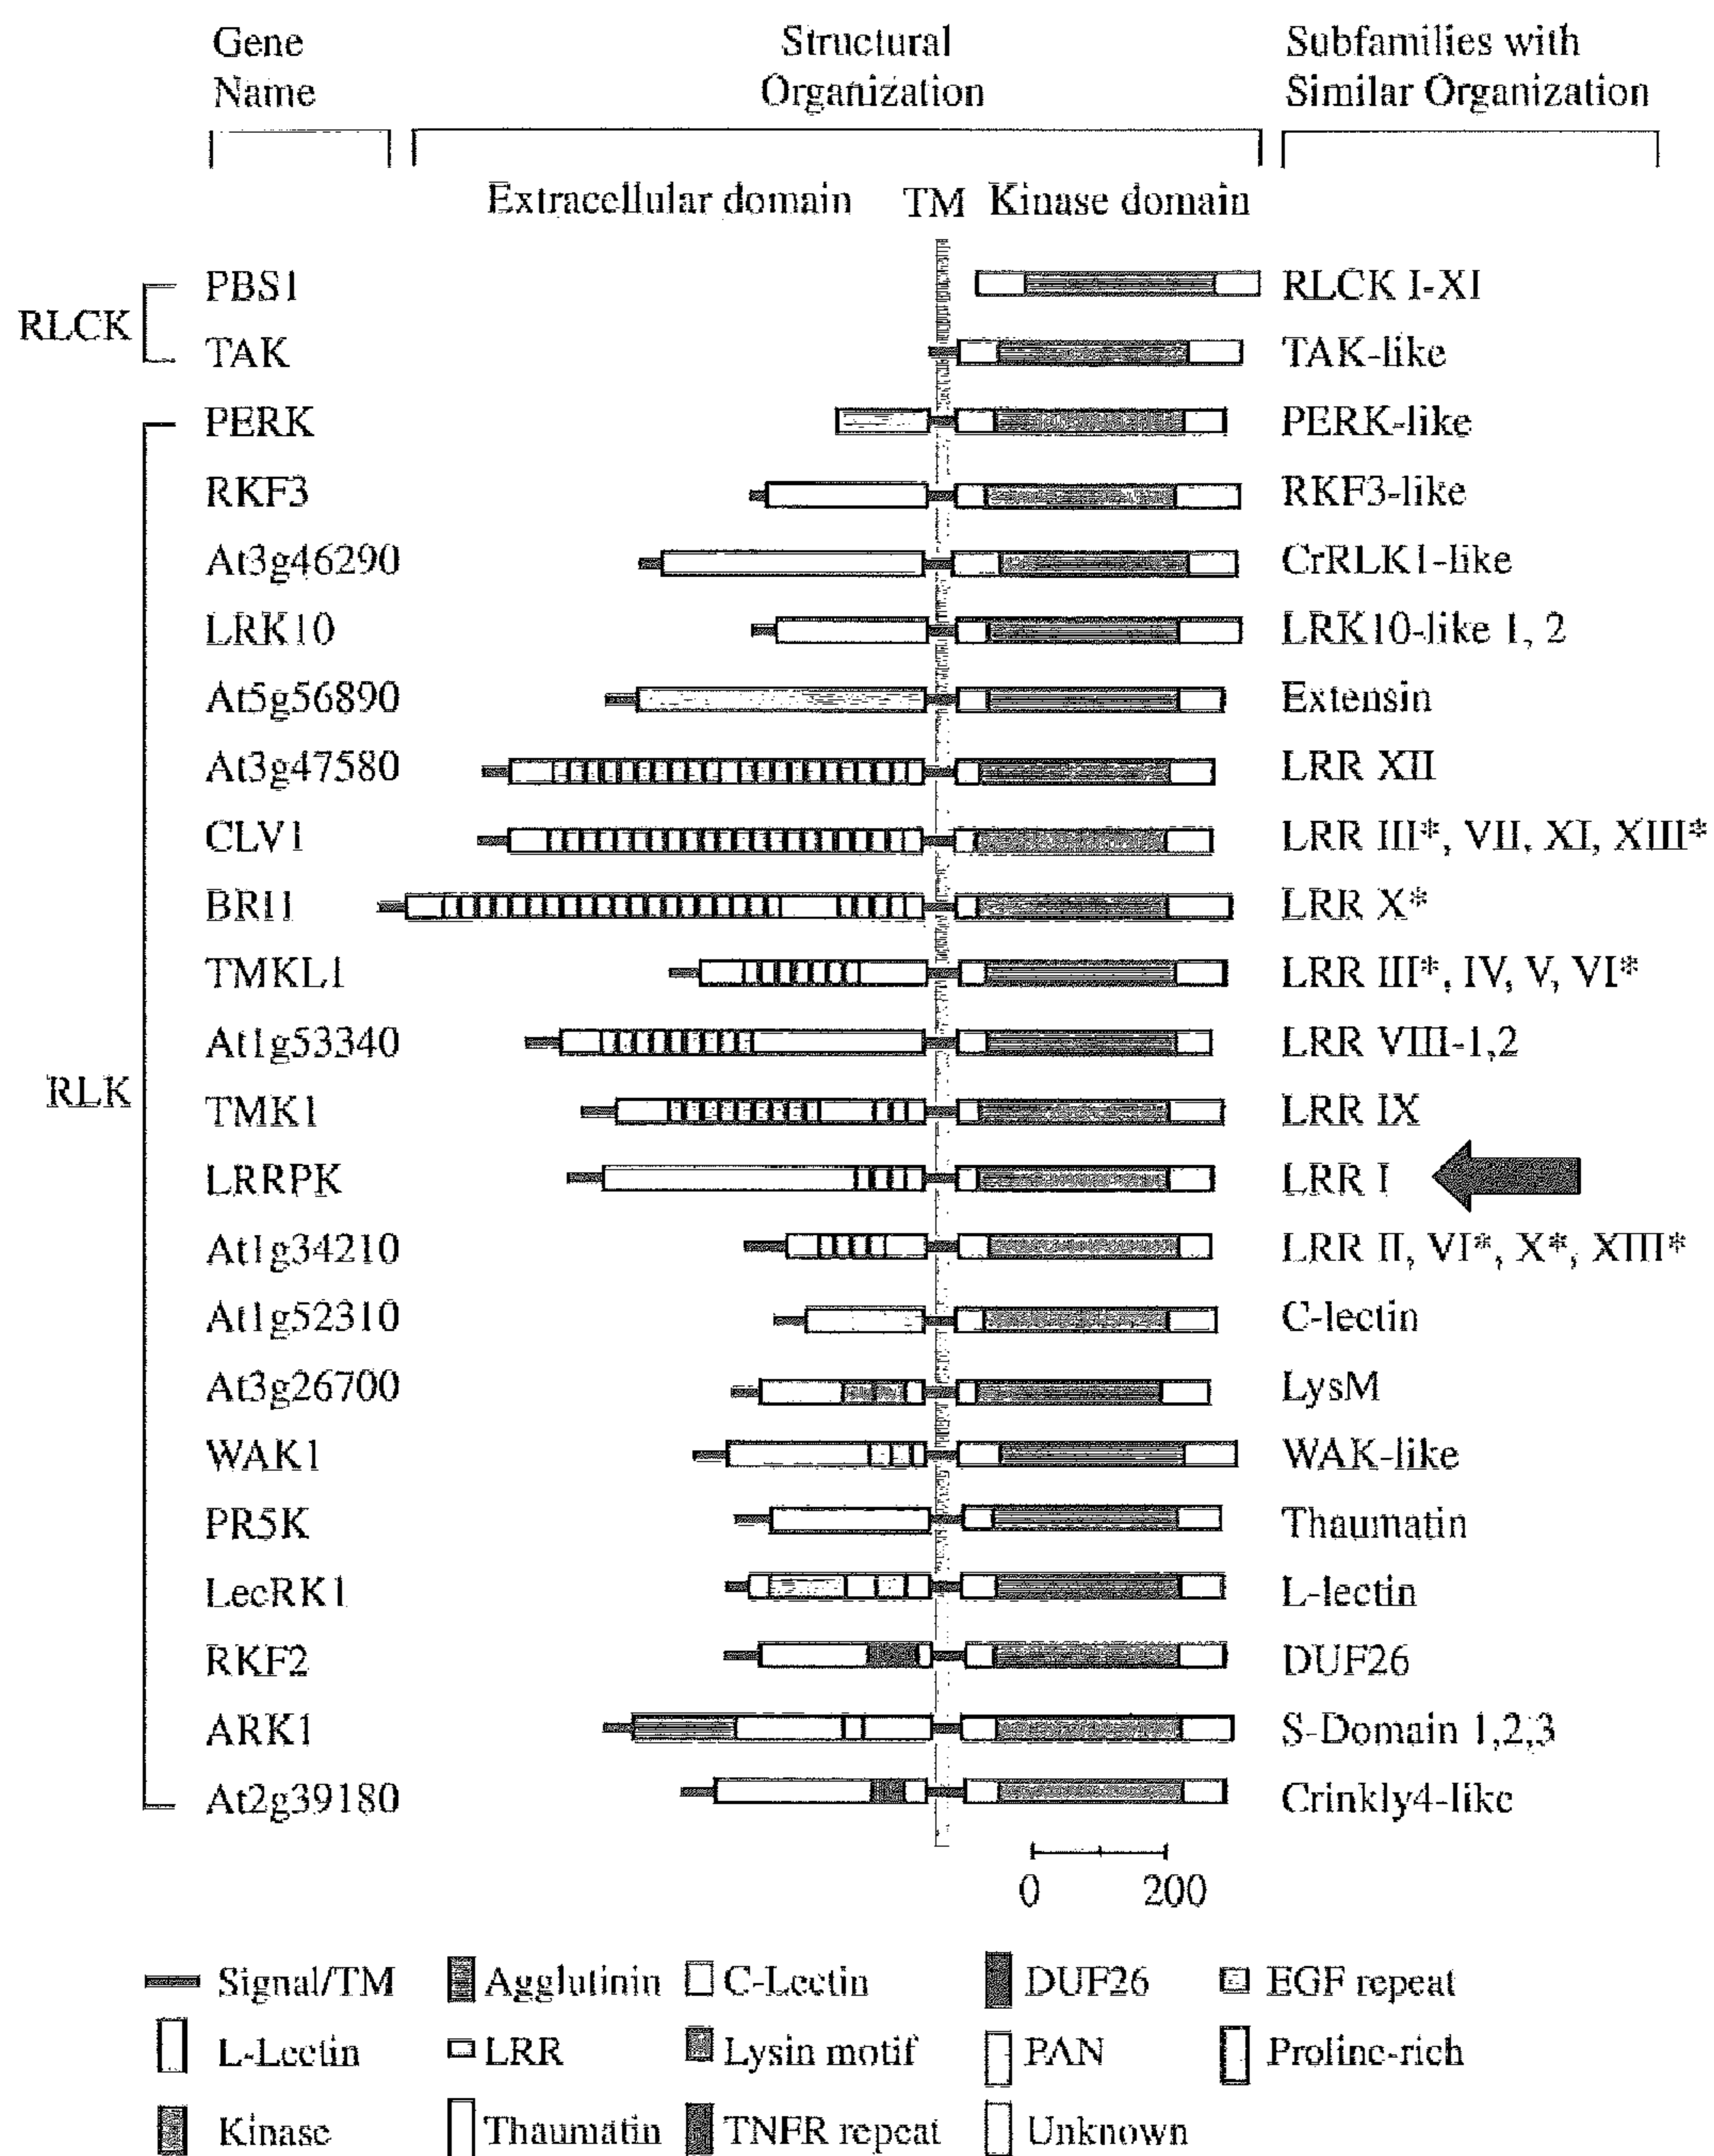 Gene Name
Structural Organization
Subfamilies with Similar Organization
Extracellular domain TM Kinase domain
RLCK
PBS1 RLCK I-XI
TAK TAK-like
RLK
PERK PERK-like
RKF3 RKF3-like
At3g46290 CrRLK1-like
LRK10 LRK10-like 1, 2
At5g56890 Extensin
At3g47580 LRR XII
CLV1 LRR III*, VII, XI, XIII*
BRI1 LRR X*
TMKL1 LRR III*, IV, V, VI*
At1g53340 LRR VIII-1,2
TMK1 LRR IX
LRRPK LRR I
At1g34210 LRR II, VI*, X*, XIII*
At1g52310 C-lectin
At3g26700 LysM
WAK1 WAK-like
PR5K Thaumatin
LecRK1 L-lectin
RKF2 DUF26
ARK1 S-Domain 1,2,3
At2g39180 Crinkly4-like
0 200
Signal/TM Agglutinin C-Lectin DUF26 EGF repeat
L-Lectin LRR Lysin motif PAN Proline-rich
Kinase Thaumatin TNFR repeat Unknown